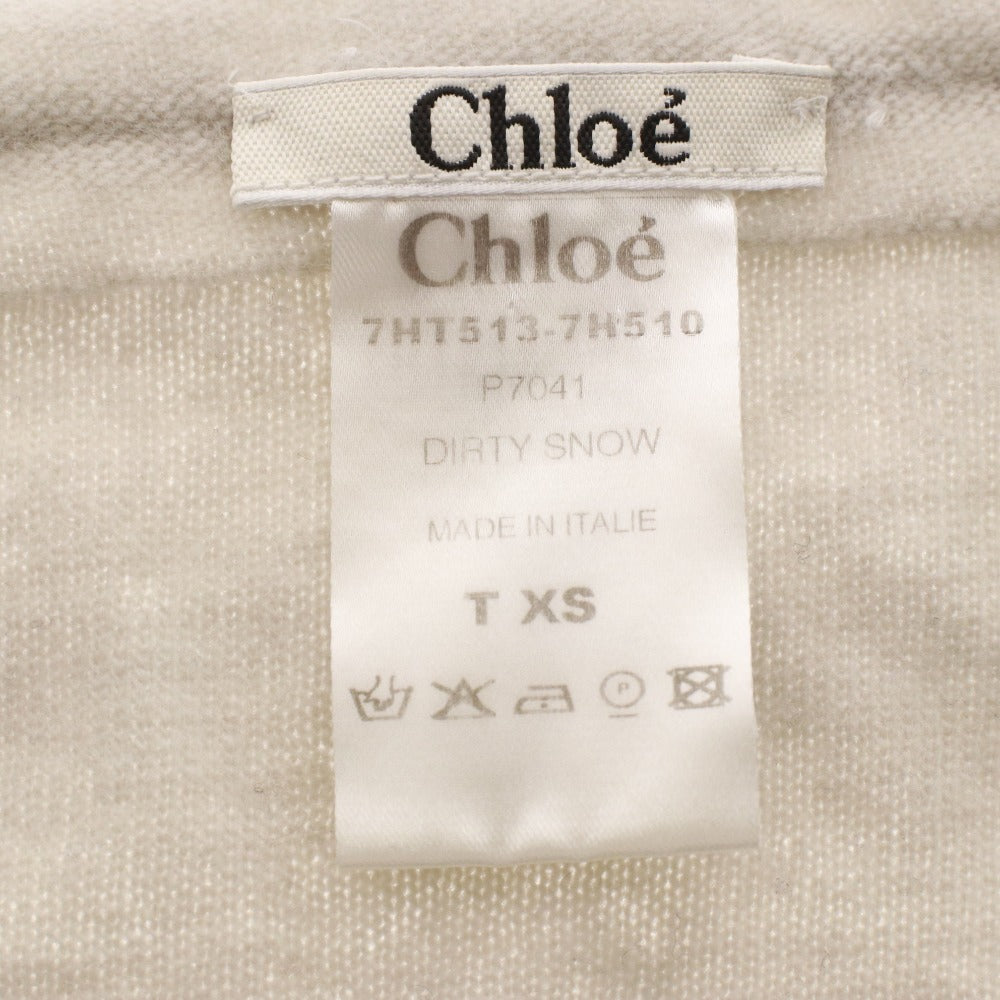 Chloé
Chloé
7HT513-7H510
P7041
DIRTY SNOW
MADE IN ITALIE
T XS
P